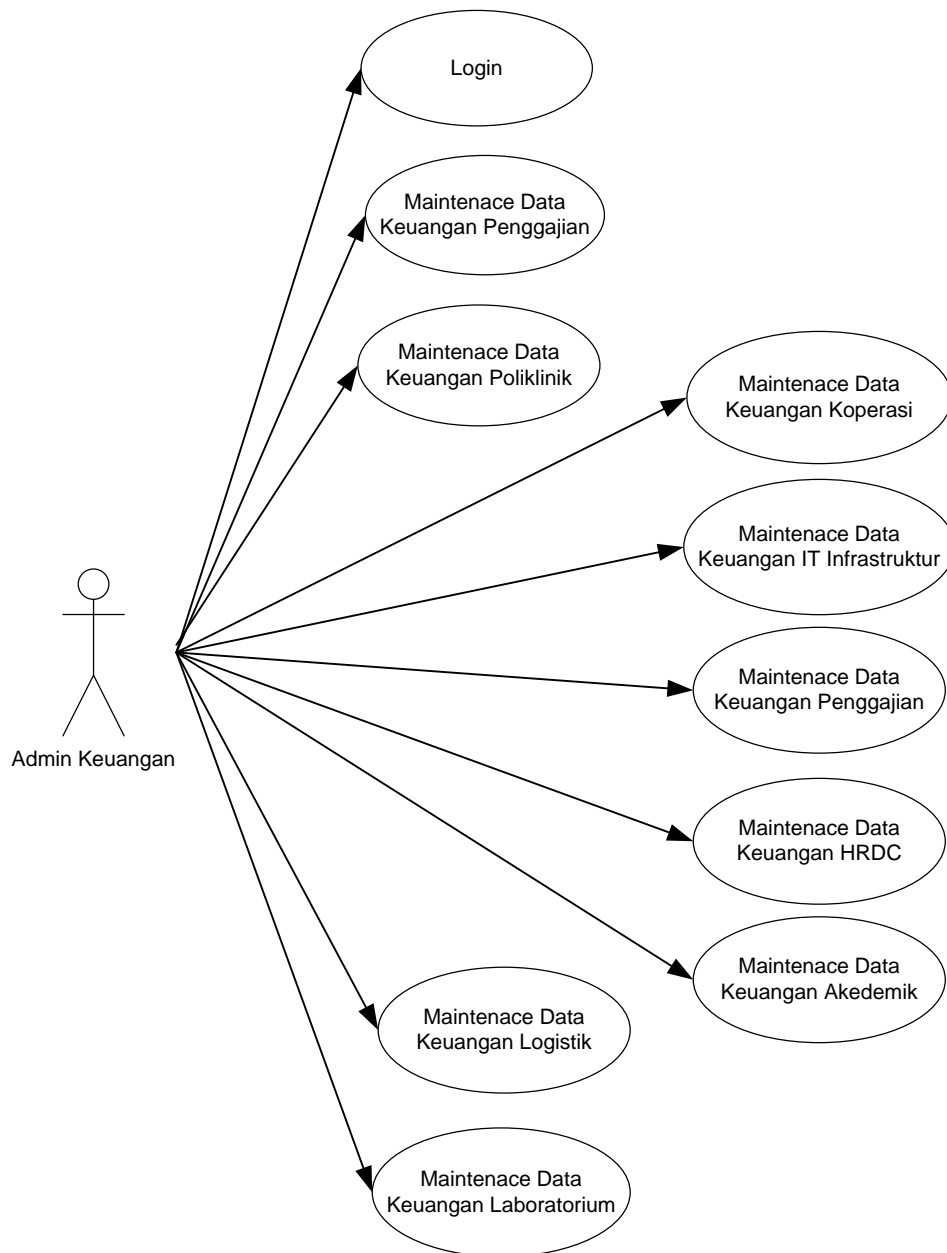 Login
Maintenace Data
Keuangan Penggajian
Maintenace Data
Keuangan Poliklinik
Maintenace Data
Keuangan Koperasi
Maintenace Data
Keuangan IT Infrastruktur
Admin Keuangan
Maintenace Data
Keuangan Penggajian
Maintenace Data
Keuangan HRDC
Maintenace Data
Keuangan Akedemik
Maintenace Data
Keuangan Logistik
Maintenace Data
Keuangan Laboratorium